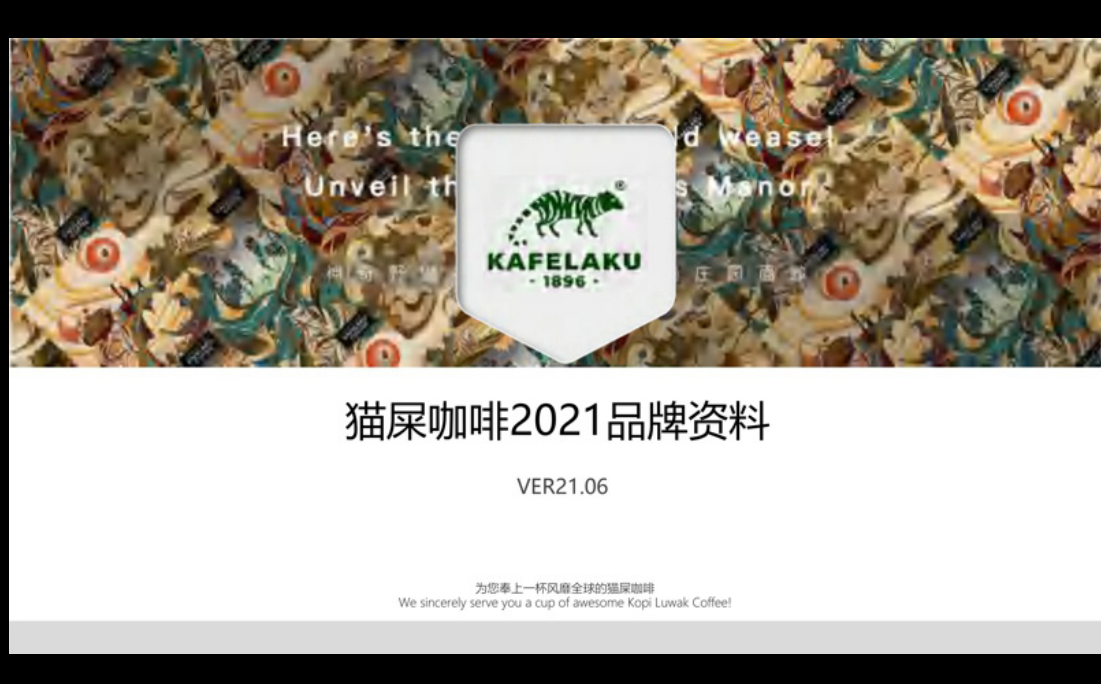 Here's the ld weasel
Unveil th s Manor
®
KAFELAKU
· 1896 ·
猫屎咖啡2021品牌资料
VER21.06
为您奉上一杯风靡全球的猫屎咖啡
We sincerely serve you a cup of awesome Kopi Luwak Coffee!